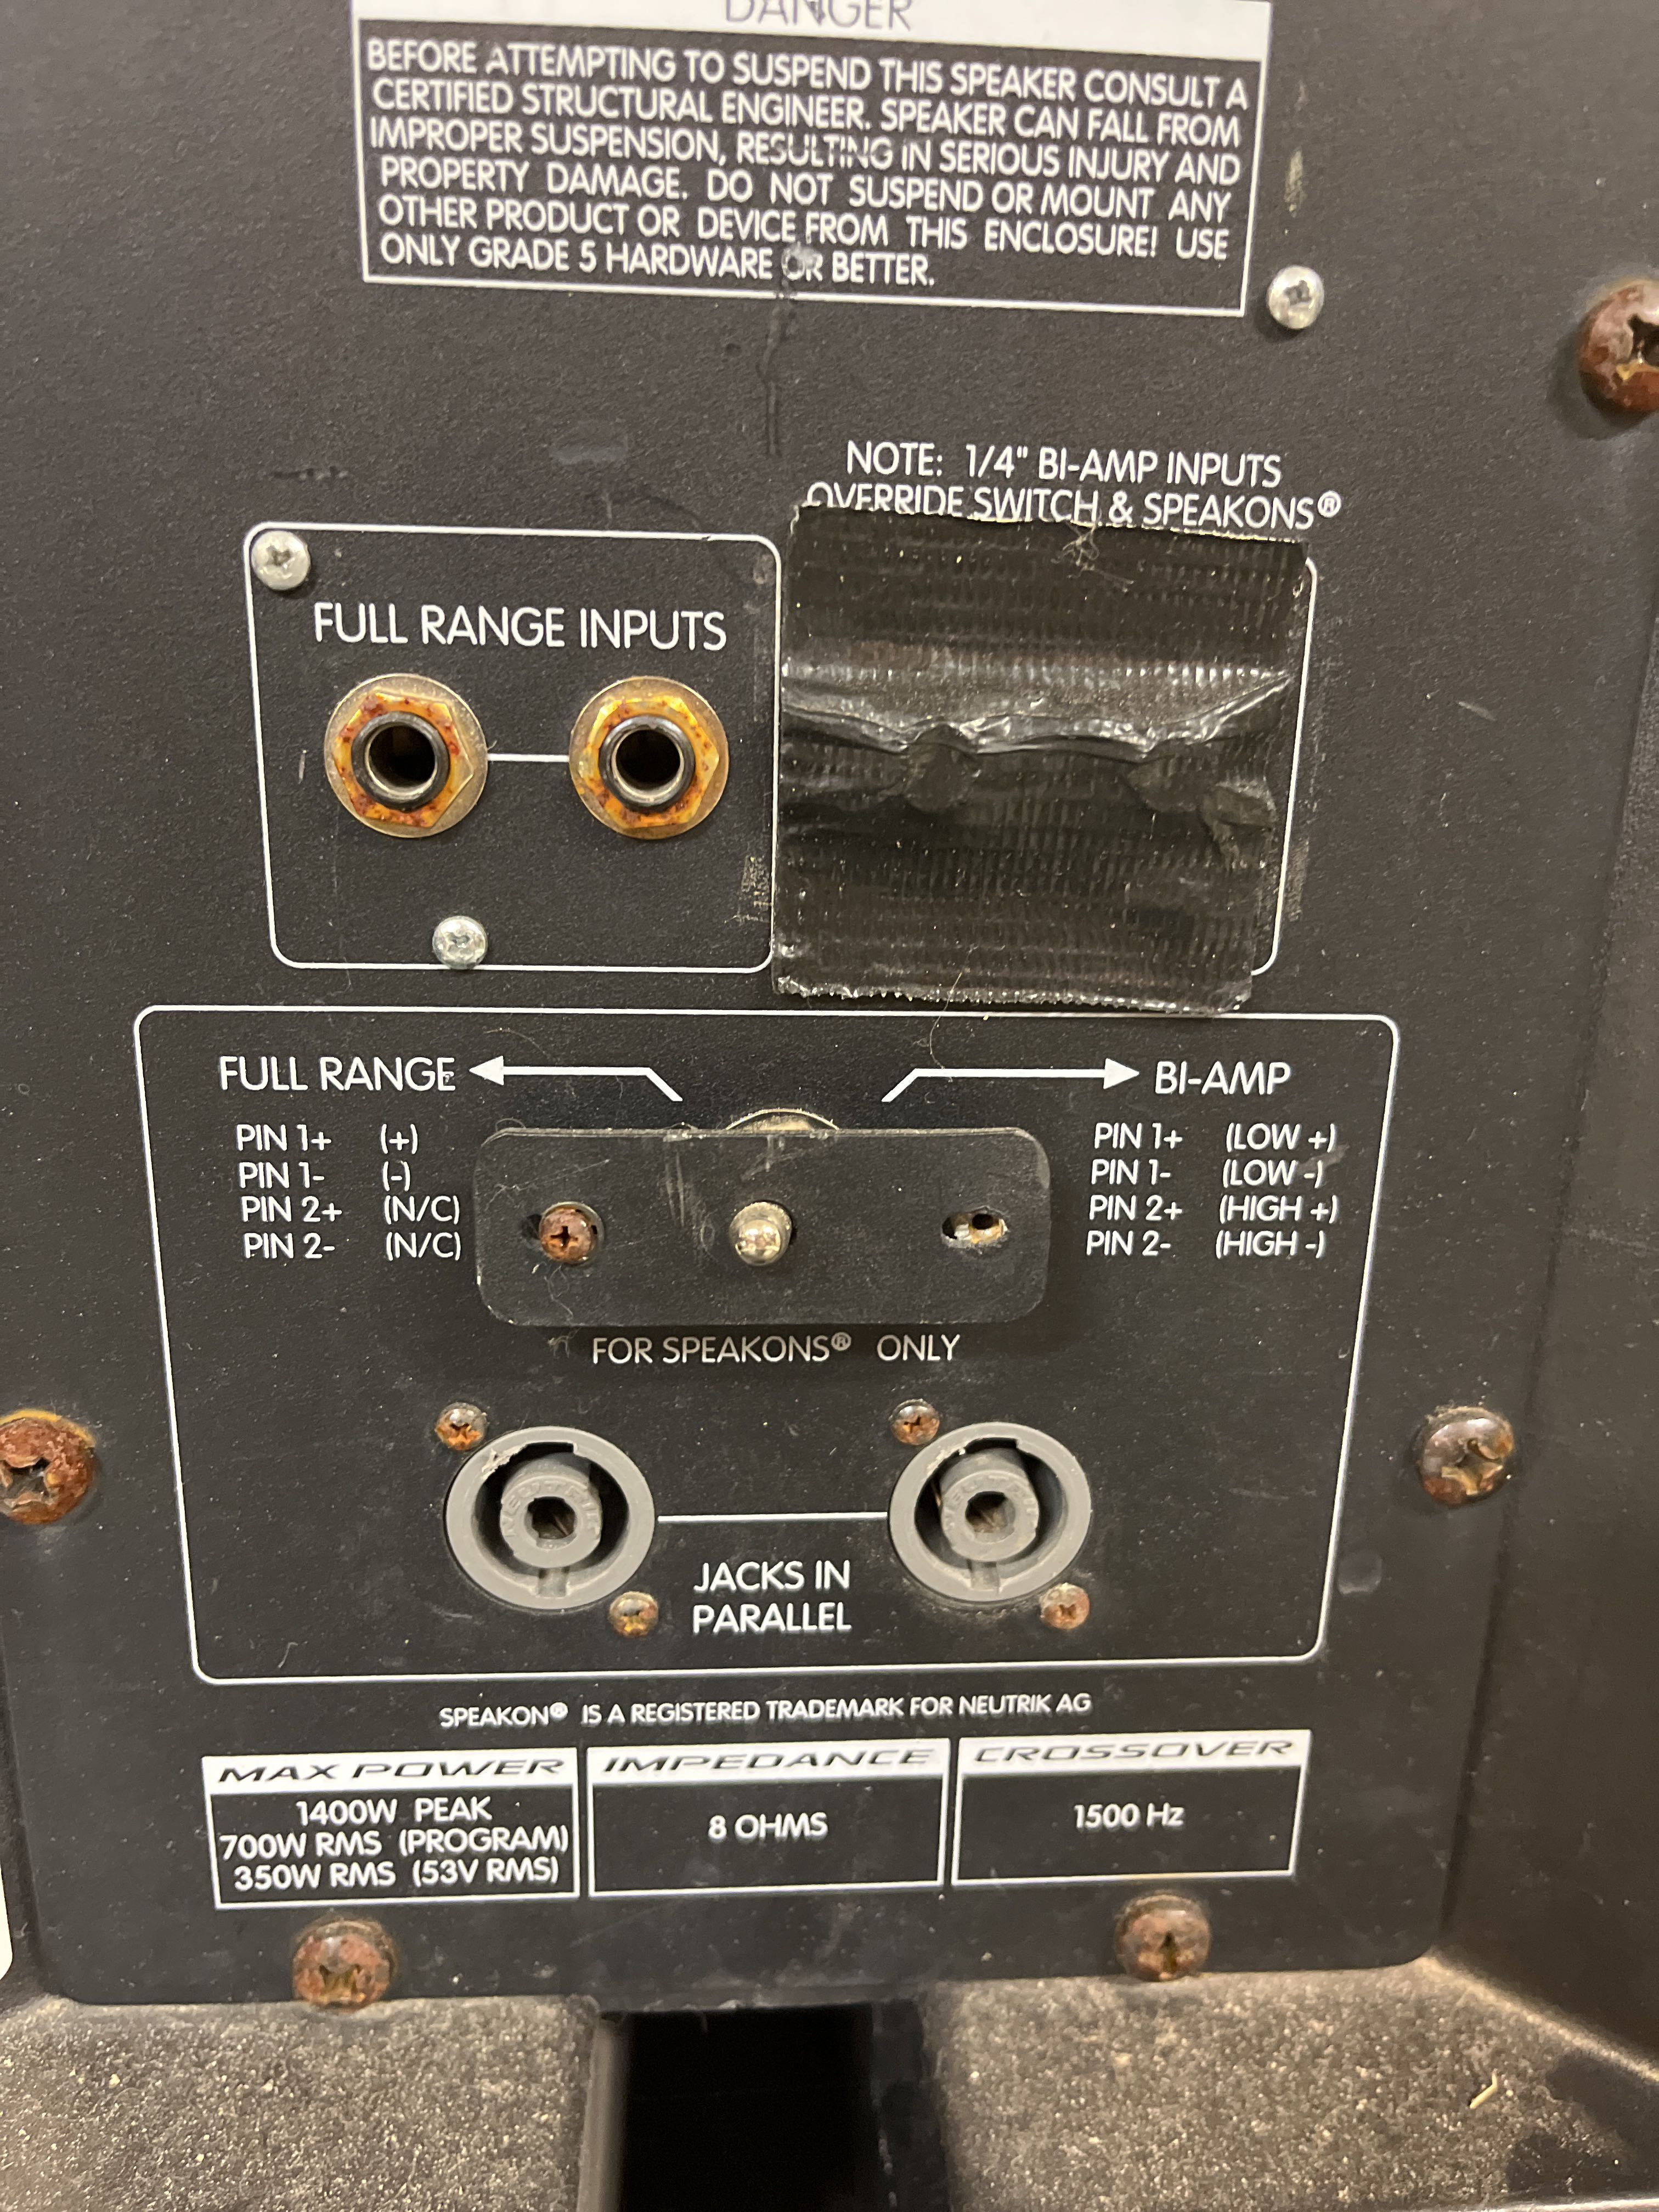 DANGER
BEFORE ATTEMPTING TO SUSPEND THIS SPEAKER CONSULT A
CERTIFIED STRUCTURAL ENGINEER. SPEAKER CAN FALL FROM
IMPROPER SUSPENSION, RESULTING IN SERIOUS INJURY AND
PROPERTY DAMAGE. DO NOT SUSPEND OR MOUNT ANY
OTHER PRODUCT OR DEVICE FROM THIS ENCLOSURE! USE
ONLY GRADE 5 HARDWARE OR BETTER.
NOTE: 1/4" BI-AMP INPUTS
OVERRIDE SWITCH & SPEAKONS®
FULL RANGE INPUTS
FULL RANGE
PIN 1+ (+)
PIN 1- (-)
PIN 2+ (N/C)
PIN 2- (N/C)
BI-AMP
PIN 1+ (LOW +)
PIN 1- (LOW -)
PIN 2+ (HIGH +)
PIN 2- (HIGH -)
FOR SPEAKONS® ONLY
JACKS IN
PARALLEL
SPEAKON® IS A REGISTERED TRADEMARK FOR NEUTRIK AG
MAX POWER
1400W PEAK
700W RMS (PROGRAM)
350W RMS (53V RMS)
IMPEDANCE
8 OHMS
CROSSOVER
1500 Hz